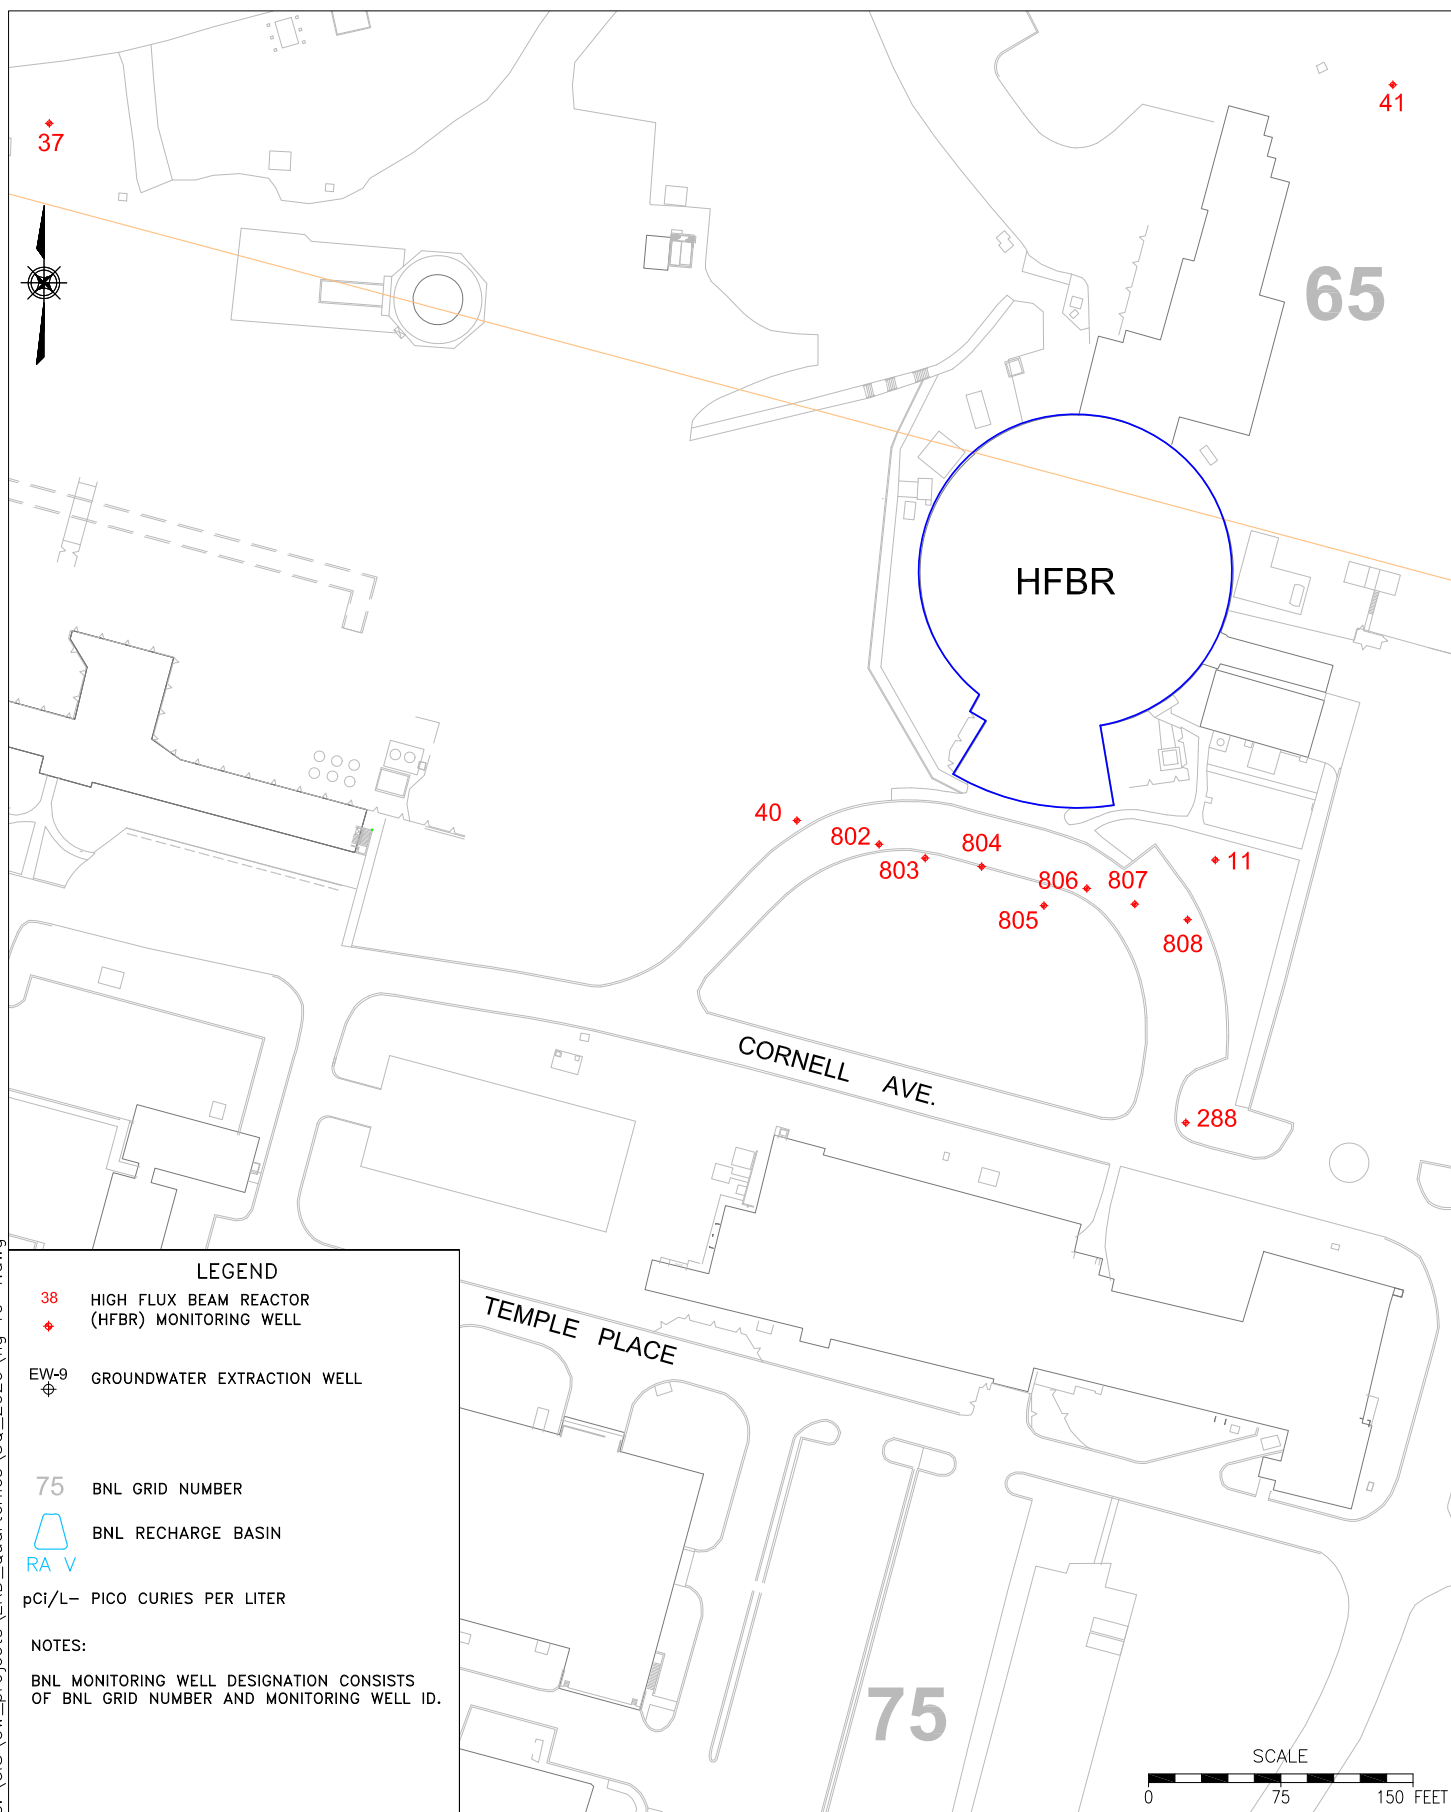 41
37
65
HFBR
40
802
803
804
805
806
807
808
11
CORNELL AVE.
288
TEMPLE PLACE
75
LEGEND
38
HIGH FLUX BEAM REACTOR
(HFBR) MONITORING WELL
EW-9
GROUNDWATER EXTRACTION WELL
75 BNL GRID NUMBER
BNL RECHARGE BASIN
RA V
pCi/L- PICO CURIES PER LITER
NOTES:
BNL MONITORING WELL DESIGNATION CONSISTS
OF BNL GRID NUMBER AND MONITORING WELL ID.
SCALE
0 75 150 FEET